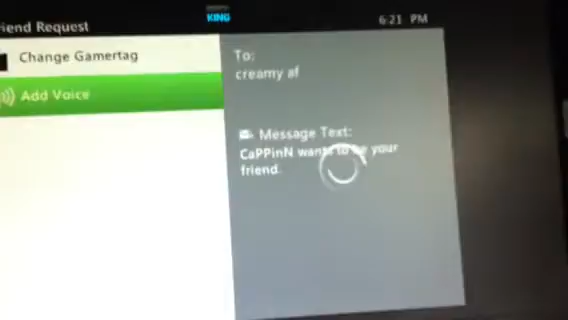 KING
6:21 PM
riend Request
Change Gamertag
Add Voice
To:
creamy af
Message Text:
CaPPinN wants to be your
friend.